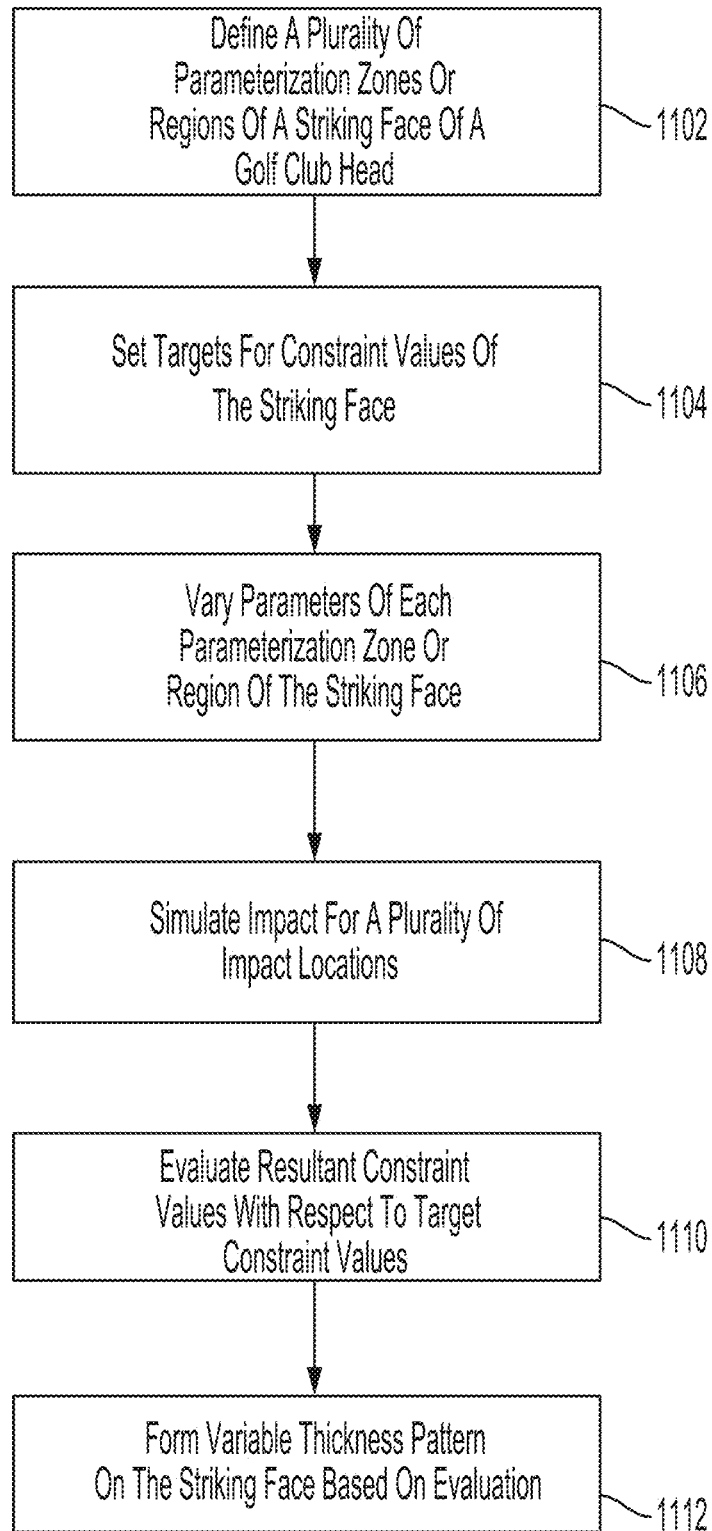 Define A Plurality Of
Parameterization Zones Or
Regions Of A Striking Face Of A
Golf Club Head
1102
Set Targets For Constraint Values Of
The Striking Face
1104
Vary Parameters Of Each
Parameterization Zone Or
Region Of The Striking Face
1106
Simulate Impact For A Plurality Of
Impact Locations
1108
Evaluate Resultant Constraint
Values With Respect To Target
Constraint Values
1110
Form Variable Thickness Pattern
On The Striking Face Based On Evaluation
1112